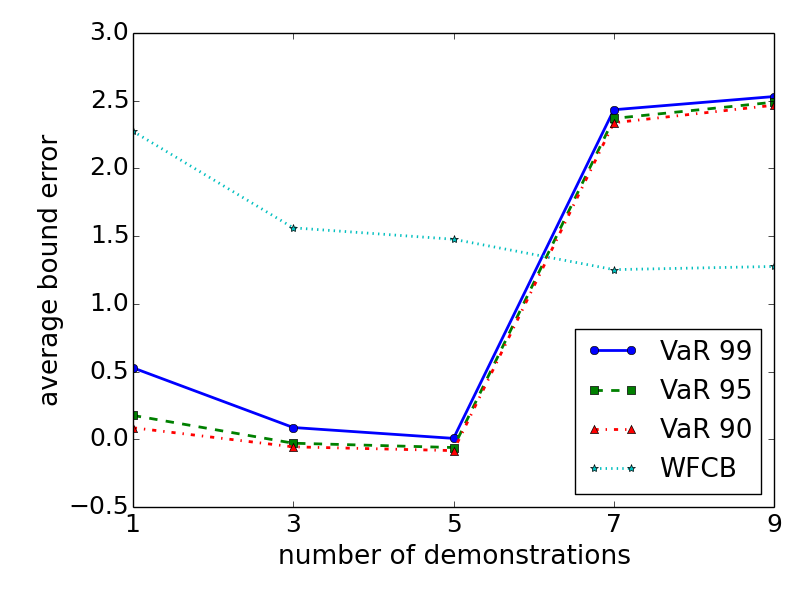 3.0
2.5
2.0
1.5
1.0
0.5
0.0
−0.5
average bound error
1 3 5 7 9
number of demonstrations
VaR 99
VaR 95
VaR 90
WFCB